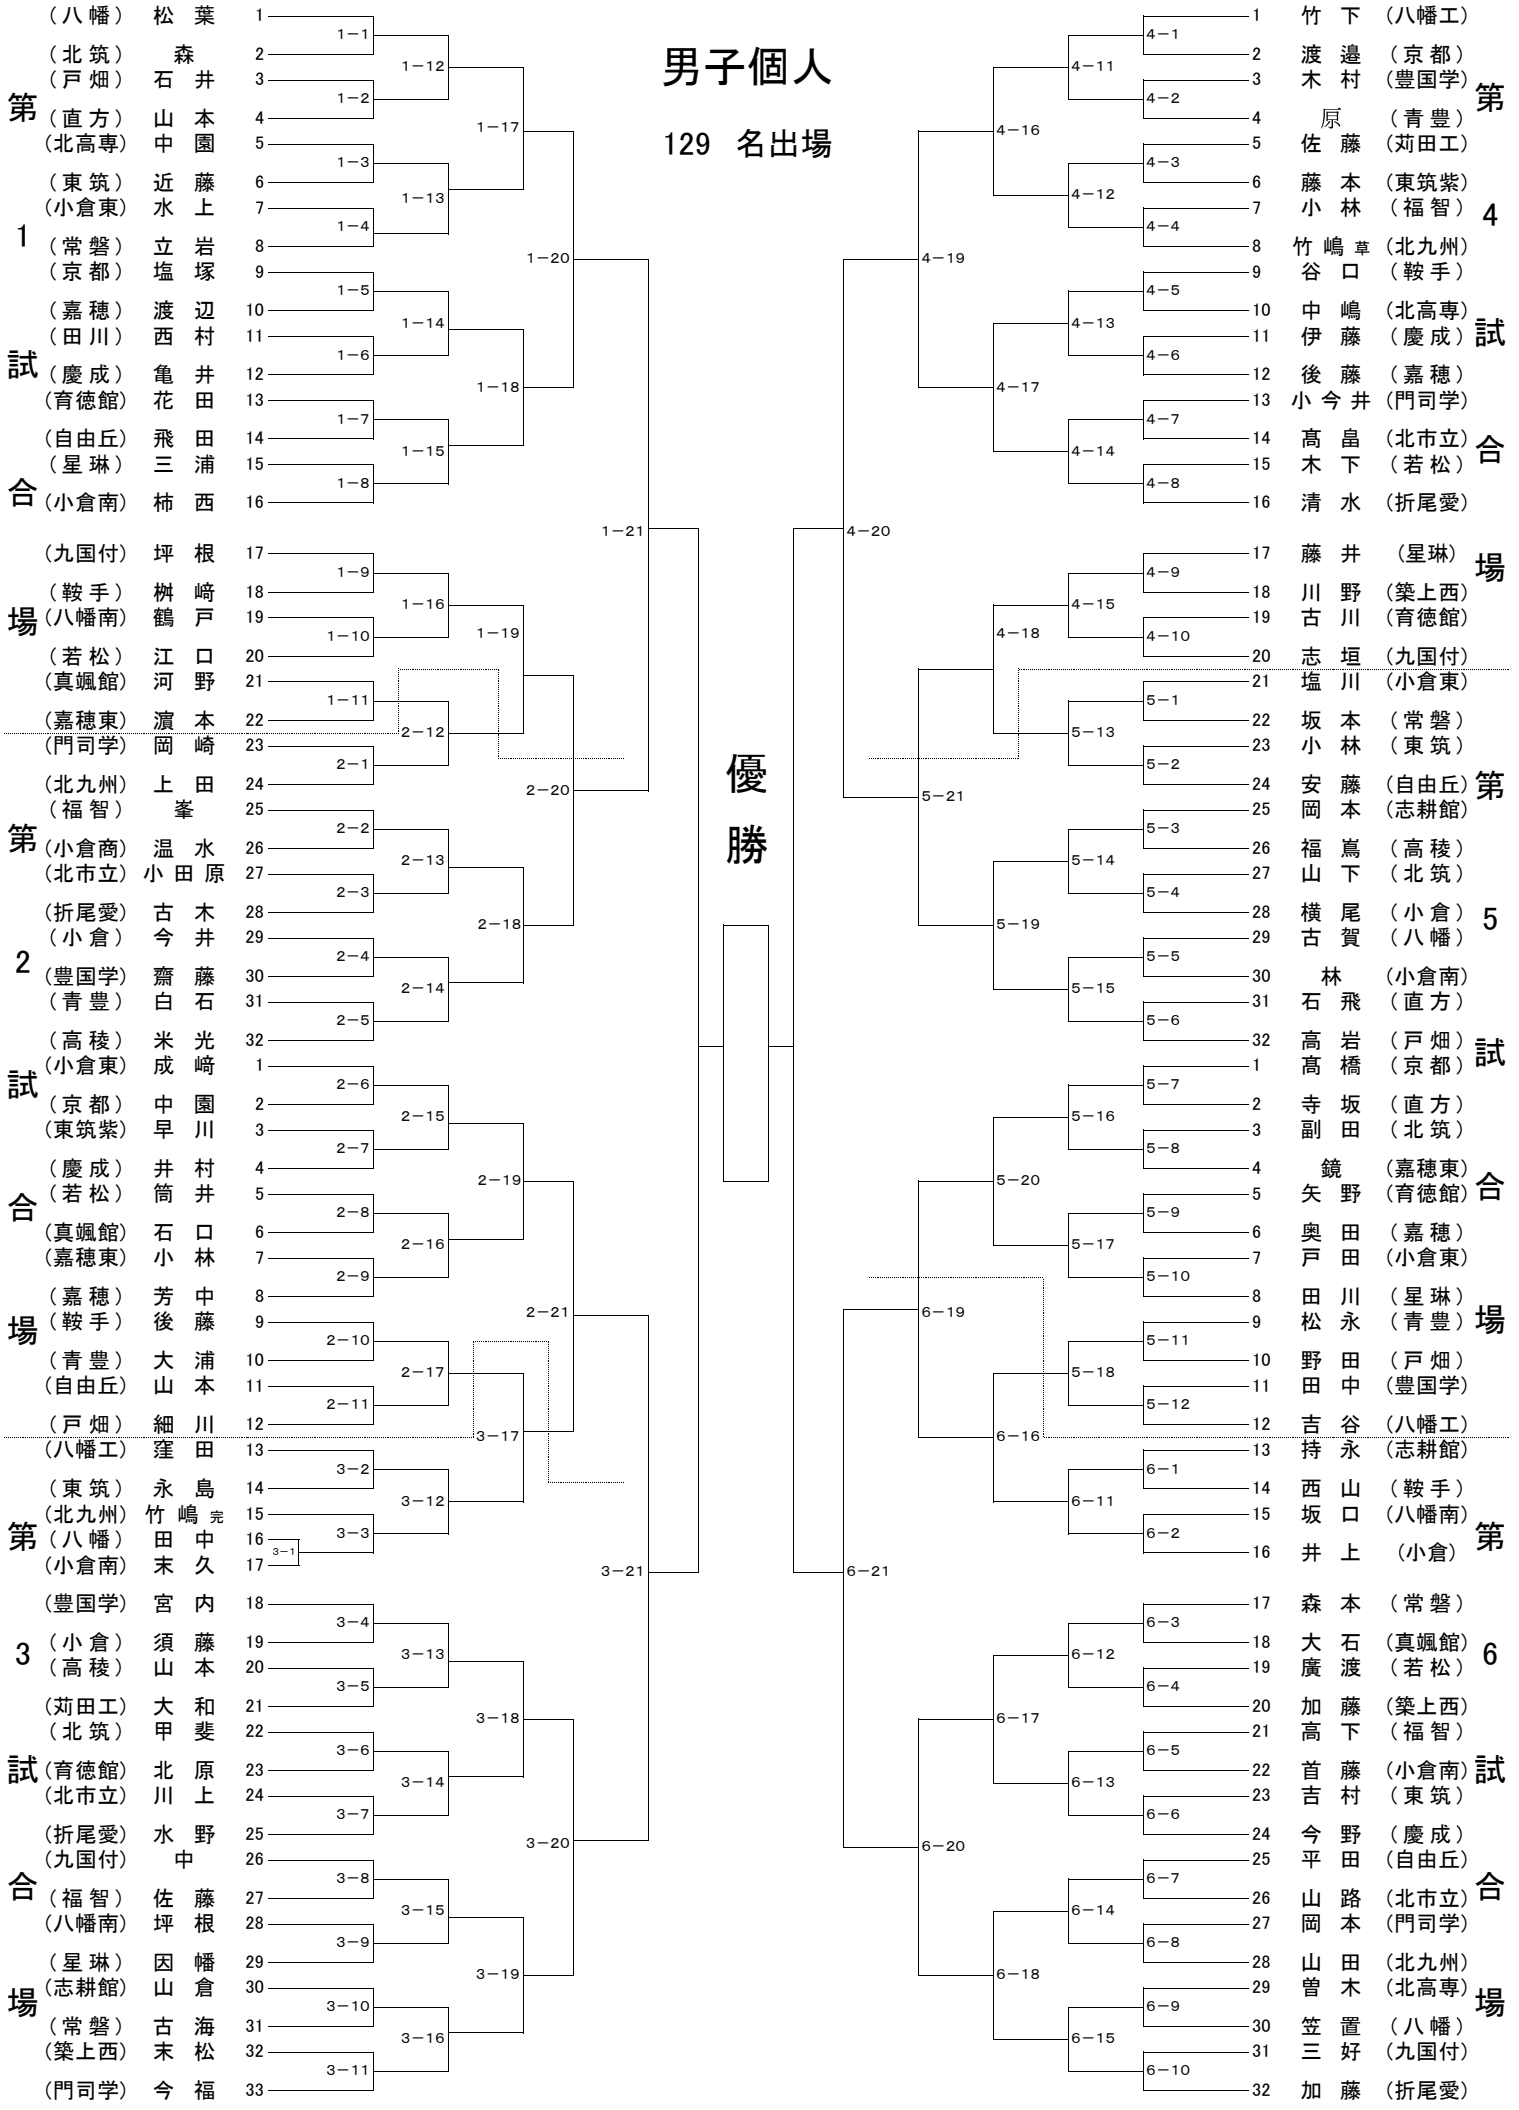 男子個人
129 名出場
優勝
第1試合場
(八幡) 松葉 1
1-1
(北筑) 森 2
1-12
(戸畑) 石井 3
1-2
(直方) 山本 4
1-17
(北高専) 中園 5
1-3
(東筑) 近藤 6
1-13
(小倉東) 水上 7
1-4
(常磐) 立岩 8
1-20
(京都) 塩塚 9
1-5
(嘉穂) 渡辺 10
1-14
(田川) 西村 11
1-6
(慶成) 亀井 12
1-18
(育徳館) 花田 13
1-7
(自由丘) 飛田 14
1-15
(星琳) 三浦 15
1-8
(小倉南) 柿西 16
1-21
(九国付) 坪根 17
1-9
(鞍手) 桝﨑 18
1-16
(八幡南) 鶴戸 19
1-10
1-19
(若松) 江口 20
(真颯館) 河野 21
1-11
(嘉穂東) 濵本 22
2-12
第2試合場
(門司学) 岡崎 23
2-1
(北九州) 上田 24
2-20
(福智) 峯 25
2-2
(小倉商) 温水 26
2-13
(北市立) 小田原 27
2-3
(折尾愛) 古木 28
2-18
(小倉) 今井 29
2-4
(豊国学) 齋藤 30
2-14
(青豊) 白石 31
2-5
(高稜) 米光 32
(小倉東) 成﨑 1
2-6
(京都) 中園 2
2-15
(東筑紫) 早川 3
2-7
(慶成) 井村 4
2-19
(若松) 筒井 5
2-8
(真颯館) 石口 6
2-16
(嘉穂東) 小林 7
2-9
(嘉穂) 芳中 8
2-21
(鞍手) 後藤 9
2-10
(青豊) 大浦 10
2-17
(自由丘) 山本 11
2-11
(戸畑) 細川 12
3-17
第3試合場
(八幡工) 窪田 13
3-2
(東筑) 永島 14
3-12
(北九州) 竹嶋完 15
3-3
(八幡) 田中 16
3-1
(小倉南) 末久 17
3-21
(豊国学) 宮内 18
3-4
(小倉) 須藤 19
3-13
(高稜) 山本 20
3-5
(苅田工) 大和 21
3-18
(北筑) 甲斐 22
3-6
(育徳館) 北原 23
3-14
(北市立) 川上 24
3-7
(折尾愛) 水野 25
3-20
(九国付) 中 26
3-8
(福智) 佐藤 27
3-15
(八幡南) 坪根 28
3-9
(星琳) 因幡 29
3-19
(志耕館) 山倉 30
3-10
(常磐) 古海 31
3-16
(築上西) 末松 32
3-11
(門司学) 今福 33
第4試合場
1 竹下 (八幡工)
4-1
2 渡邉 (京都)
4-11
3 木村 (豊国学)
4-2
4 原 (青豊)
4-16
5 佐藤 (苅田工)
4-3
6 藤本 (東筑紫)
4-12
7 小林 (福智)
4-4
8 竹嶋草 (北九州)
4-19
9 谷口 (鞍手)
4-5
10 中嶋 (北高専)
4-13
11 伊藤 (慶成)
4-6
12 後藤 (嘉穂)
4-17
13 小今井 (門司学)
4-7
14 髙畠 (北市立)
4-14
15 木下 (若松)
4-8
16 清水 (折尾愛)
4-20
17 藤井 (星琳)
4-9
18 川野 (築上西)
4-15
19 古川 (育徳館)
4-10
4-18
20 志垣 (九国付)
第5試合場
21 塩川 (小倉東)
5-1
22 坂本 (常磐)
5-13
23 小林 (東筑)
5-2
24 安藤 (自由丘)
5-21
25 岡本 (志耕館)
5-3
26 福嶌 (高稜)
5-14
27 山下 (北筑)
5-4
28 横尾 (小倉)
5-19
29 古賀 (八幡)
5-5
30 林 (小倉南)
5-15
31 石飛 (直方)
5-6
32 高岩 (戸畑)
1 髙橋 (京都)
5-7
2 寺坂 (直方)
5-16
3 副田 (北筑)
5-8
4 鏡 (嘉穂東)
5-20
5 矢野 (育徳館)
5-9
6 奥田 (嘉穂)
5-17
7 戸田 (小倉東)
5-10
8 田川 (星琳)
6-19
9 松永 (青豊)
5-11
10 野田 (戸畑)
5-18
11 田中 (豊国学)
5-12
12 吉谷 (八幡工)
6-16
第6試合場
13 持永 (志耕館)
6-1
14 西山 (鞍手)
6-11
15 坂口 (八幡南)
6-2
16 井上 (小倉)
6-21
17 森本 (常磐)
6-3
18 大石 (真颯館)
6-12
19 廣渡 (若松)
6-4
20 加藤 (築上西)
6-17
21 高下 (福智)
6-5
22 首藤 (小倉南)
6-13
23 吉村 (東筑)
6-6
24 今野 (慶成)
6-20
25 平田 (自由丘)
6-7
26 山路 (北市立)
6-14
27 岡本 (門司学)
6-8
28 山田 (北九州)
6-18
29 曽木 (北高専)
6-9
30 笠置 (八幡)
6-15
31 三好 (九国付)
6-10
32 加藤 (折尾愛)